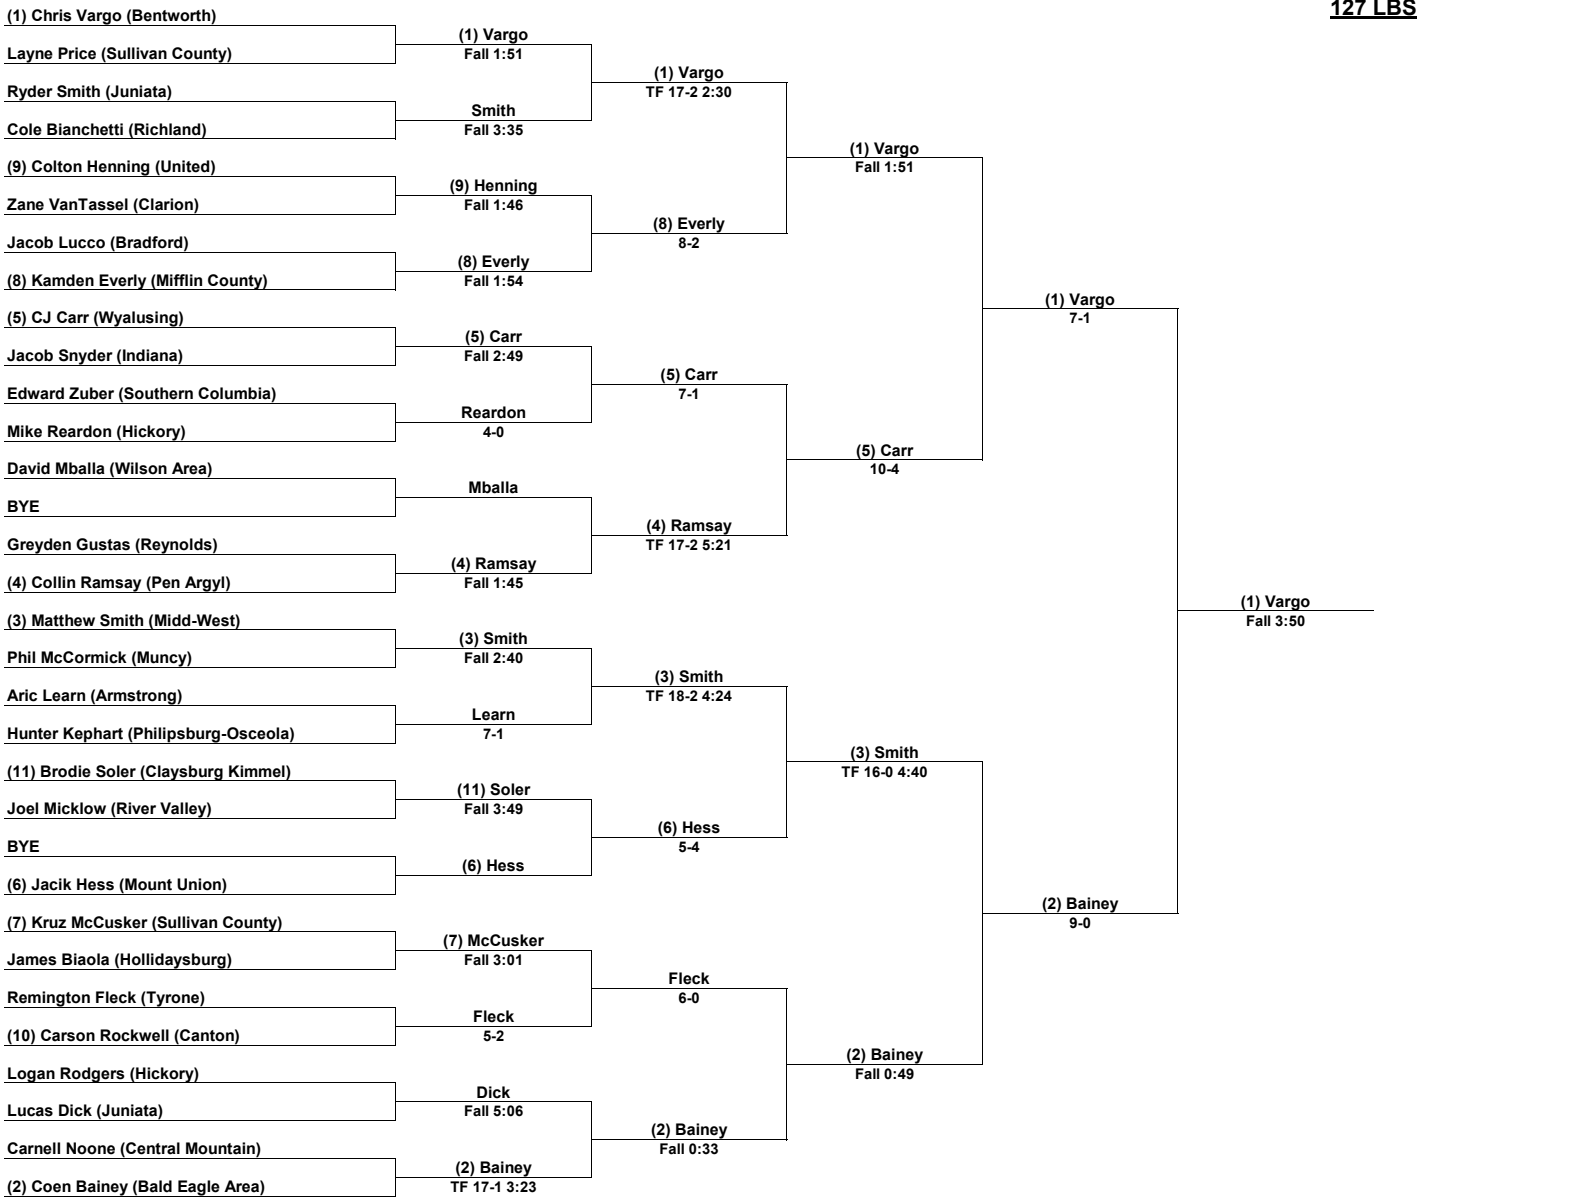 127 LBS
(1) Chris Vargo (Bentworth)
Layne Price (Sullivan County)
Ryder Smith (Juniata)
Cole Bianchetti (Richland)
(9) Colton Henning (United)
Zane VanTassel (Clarion)
Jacob Lucco (Bradford)
(8) Kamden Everly (Mifflin County)
(5) CJ Carr (Wyalusing)
Jacob Snyder (Indiana)
Edward Zuber (Southern Columbia)
Mike Reardon (Hickory)
David Mballa (Wilson Area)
BYE
Greyden Gustas (Reynolds)
(4) Collin Ramsay (Pen Argyl)
(3) Matthew Smith (Midd-West)
Phil McCormick (Muncy)
Aric Learn (Armstrong)
Hunter Kephart (Philipsburg-Osceola)
(11) Brodie Soler (Claysburg Kimmel)
Joel Micklow (River Valley)
BYE
(6) Jacik Hess (Mount Union)
(7) Kruz McCusker (Sullivan County)
James Biaola (Hollidaysburg)
Remington Fleck (Tyrone)
(10) Carson Rockwell (Canton)
Logan Rodgers (Hickory)
Lucas Dick (Juniata)
Carnell Noone (Central Mountain)
(2) Coen Bainey (Bald Eagle Area)
(1) Vargo
Fall 1:51
Smith
Fall 3:35
(9) Henning
Fall 1:46
(8) Everly
Fall 1:54
(5) Carr
Fall 2:49
Reardon
4-0
Mballa
(4) Ramsay
Fall 1:45
(3) Smith
Fall 2:40
Learn
7-1
(11) Soler
Fall 3:49
(6) Hess
(7) McCusker
Fall 3:01
Fleck
5-2
Dick
Fall 5:06
(2) Bainey
TF 17-1 3:23
(1) Vargo
TF 17-2 2:30
(8) Everly
8-2
(5) Carr
7-1
(4) Ramsay
TF 17-2 5:21
(3) Smith
TF 18-2 4:24
(6) Hess
5-4
Fleck
6-0
(2) Bainey
Fall 0:33
(1) Vargo
Fall 1:51
(5) Carr
10-4
(3) Smith
TF 16-0 4:40
(2) Bainey
Fall 0:49
(1) Vargo
7-1
(2) Bainey
9-0
(1) Vargo
Fall 3:50